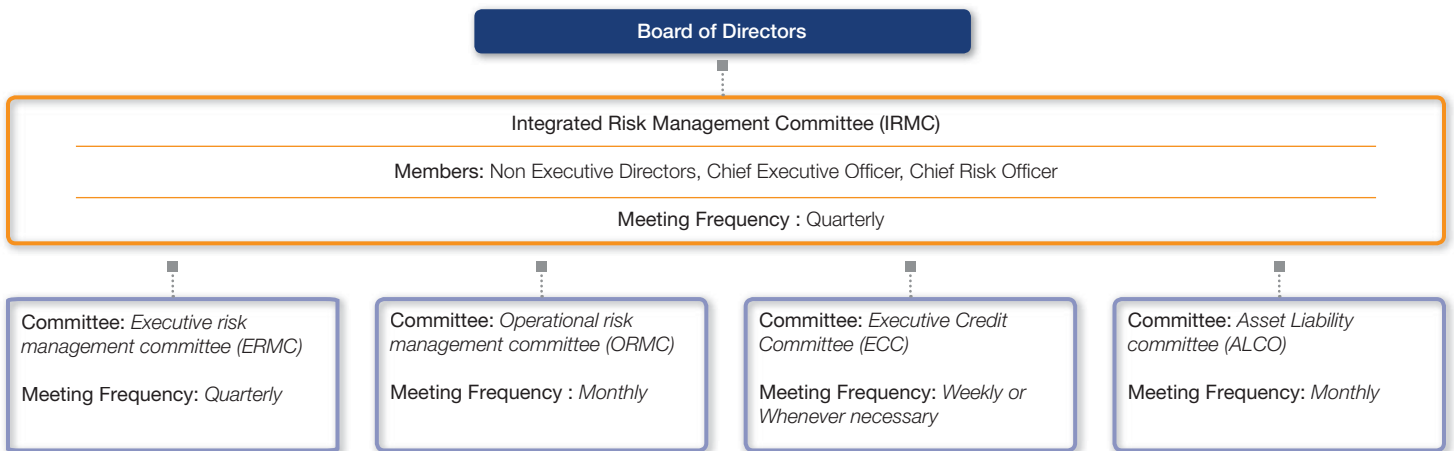 Board of Directors
Integrated Risk Management Committee (IRMC)
Members: Non Executive Directors, Chief Executive Officer, Chief Risk Officer
Meeting Frequency : Quarterly
Committee: Executive risk
management committee (ERMC)
Meeting Frequency: Quarterly
Committee: Operational risk
management committee (ORMC)
Meeting Frequency : Monthly
Committee: Executive Credit
Committee (ECC)
Meeting Frequency: Weekly or
Whenever necessary
Committee: Asset Liability
committee (ALCO)
Meeting Frequency: Monthly